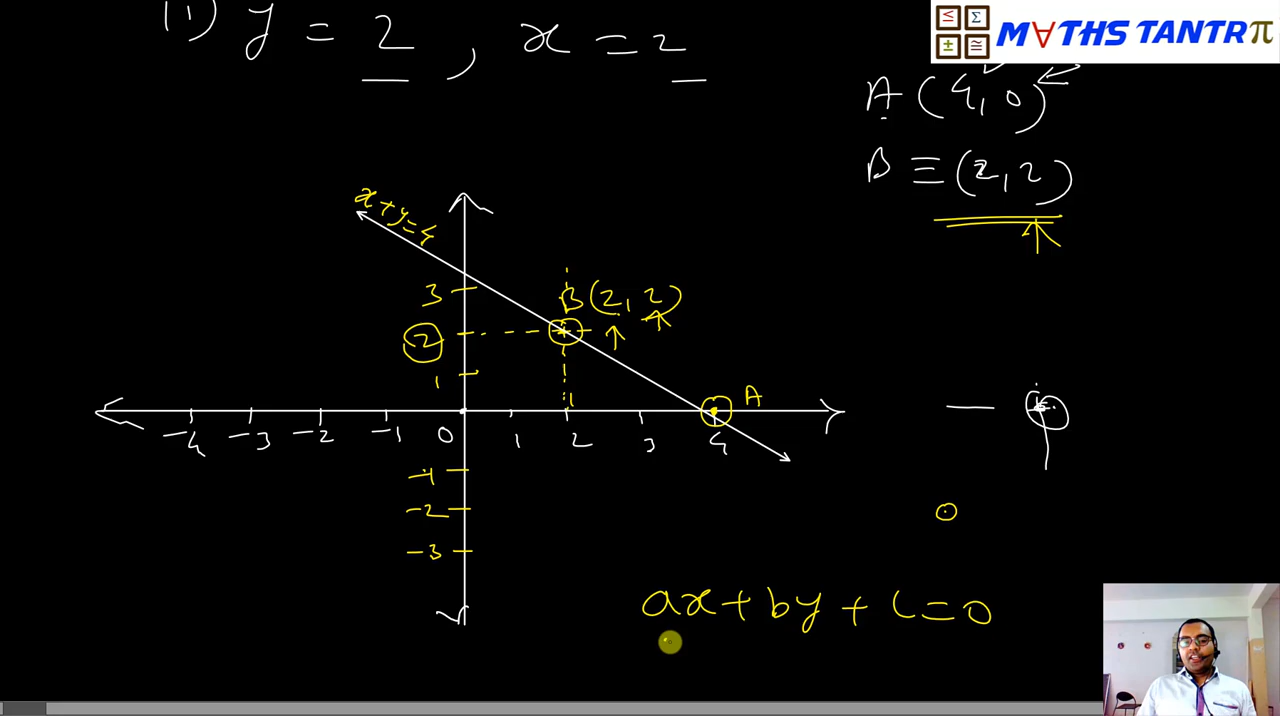 (1) y = 2 , x = 2
≤ Σ ± ≅ M∀THS TANTRπ
A (4, 0)
B ≡ (2, 2)
x+y=4
3
B(2, 2)
2
1
A
-4 -3 -2 -1 0 1 2 3 4
-1
-2
-3
ax + by + c = 0